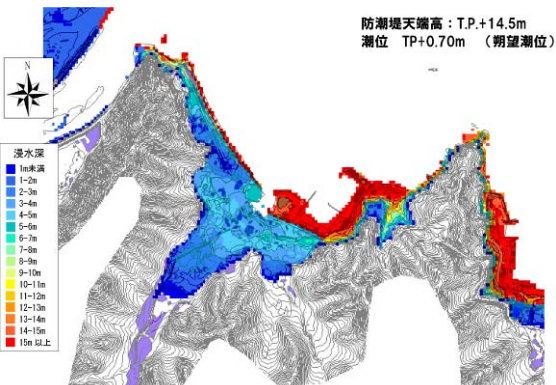 防潮堤天端高：T.P.+14.5m
潮位　TP+0.70m　（朔望潮位）
N
浸水深
1m未満
1-2m
2-3m
3-4m
4-5m
5-6m
6-7m
7-8m
8-9m
9-10m
10-11m
11-12m
12-13m
13-14m
14-15m
15m 以上